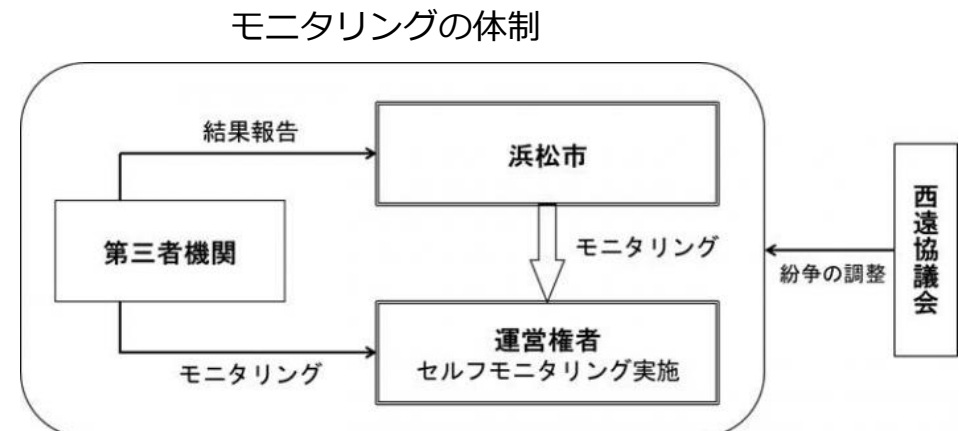 モニタリングの体制
結果報告
浜松市
第三者機関
モニタリング
西遠協議会
紛争の調整
運営権者
セルフモニタリング実施
モニタリング